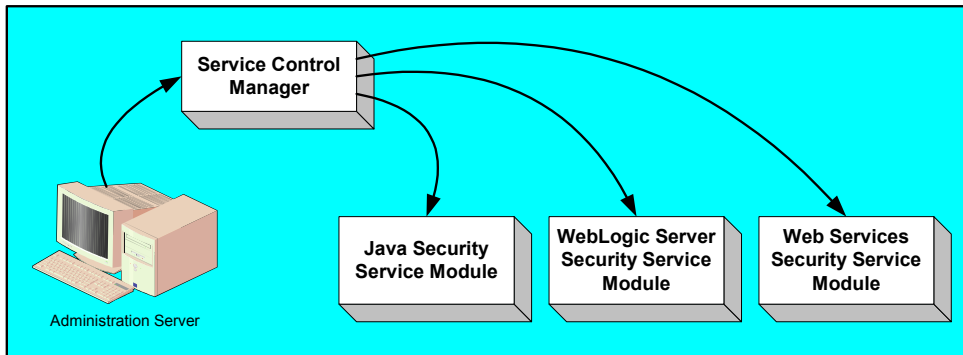 Service Control
Manager
Java Security
Service Module
WebLogic Server
Security Service
Module
Web Services
Security Service
Module
Administration Server